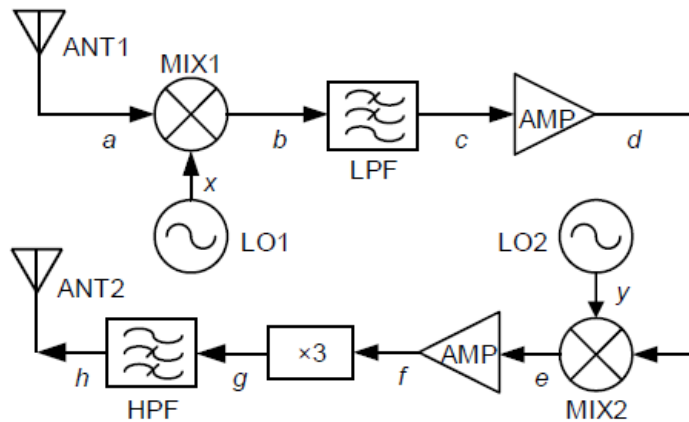 ANT1
MIX1
a
b
LPF
c
AMP
d
x
LO1
LO2
ANT2
y
h
HPF
g
×3
f
AMP
e
MIX2